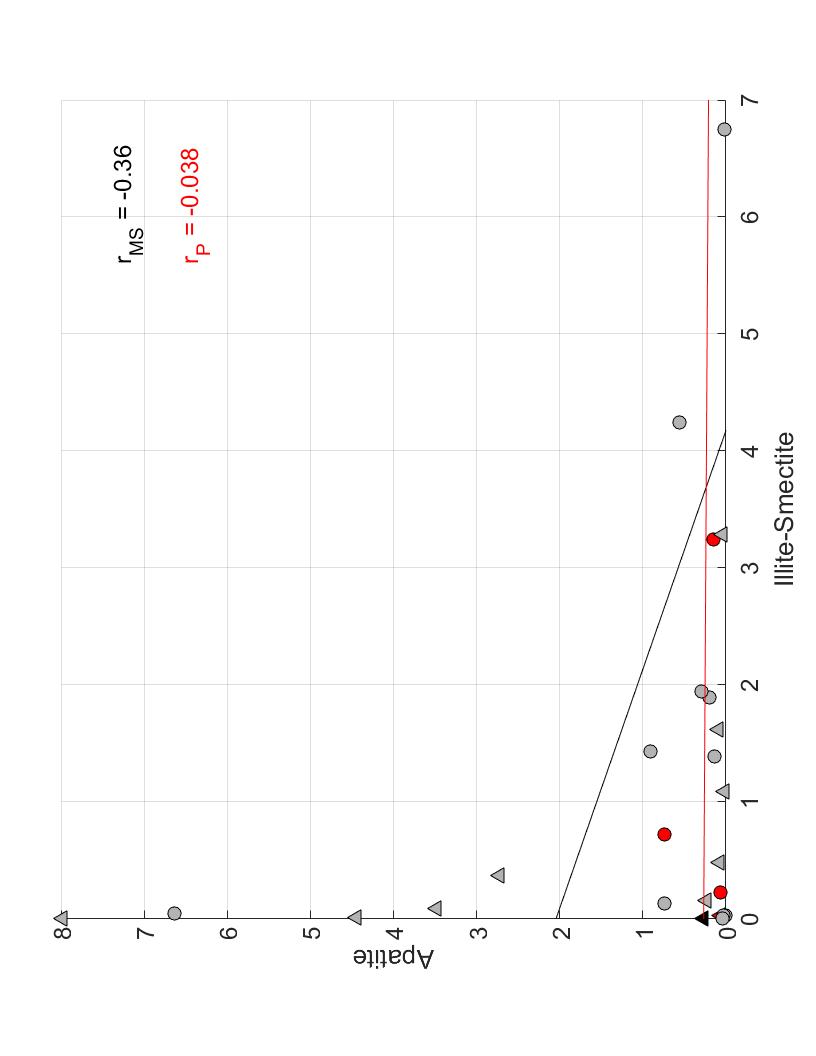 8
7
6
5
4
3
2
1
0
Apatite
r_MS = -0.36
r_P = -0.038
0 1 2 3 4 5 6 7
Illite-Smectite